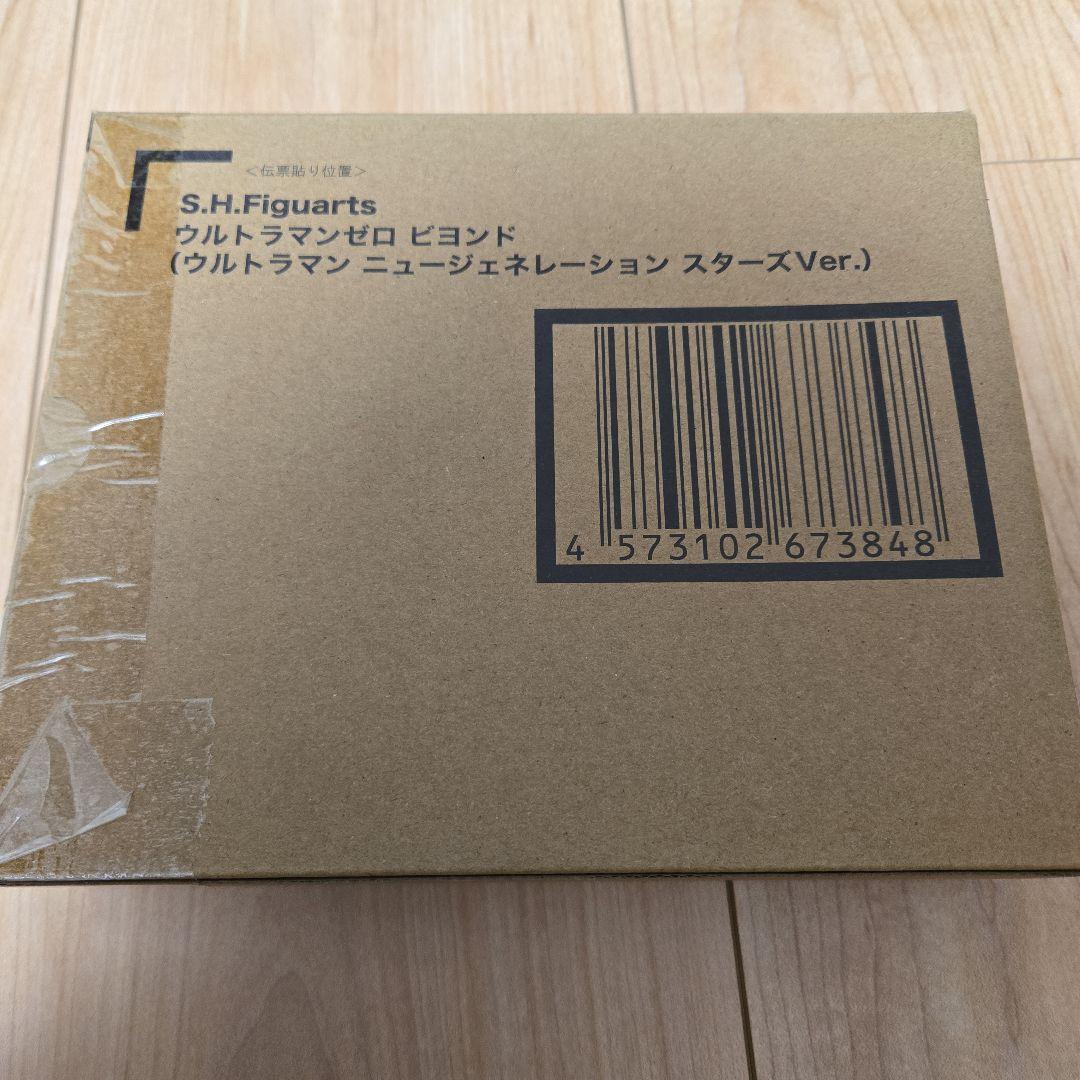 ＜伝票貼り位置＞
S.H.Figuarts
ウルトラマンゼロ ビヨンド
(ウルトラマン ニュージェネレーション スターズVer.)
4 573102 673848